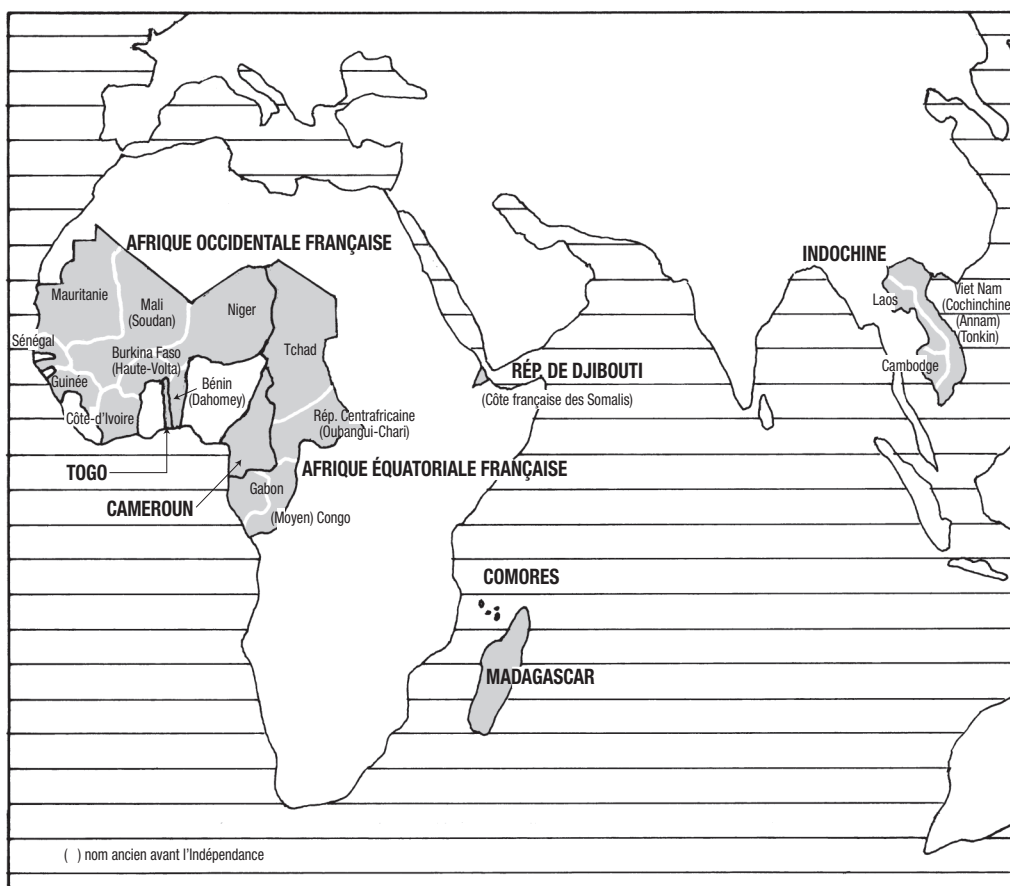 AFRIQUE OCCIDENTALE FRANÇAISE
INDOCHINE
Mauritanie
Mali
(Soudan)
Niger
Laos
Viet Nam
(Cochinchine)
(Annam)
(Tonkin)
Sénégal
Burkina Faso
(Haute-Volta)
Tchad
Cambodge
Guinée
Bénin
(Dahomey)
RÉP. DE DJIBOUTI
(Côte française des Somalis)
Côte-d'Ivoire
Rép. Centrafricaine
(Oubangui-Chari)
TOGO
AFRIQUE ÉQUATORIALE FRANÇAISE
Gabon
CAMEROUN
(Moyen) Congo
COMORES
MADAGASCAR
( ) nom ancien avant l'Indépendance